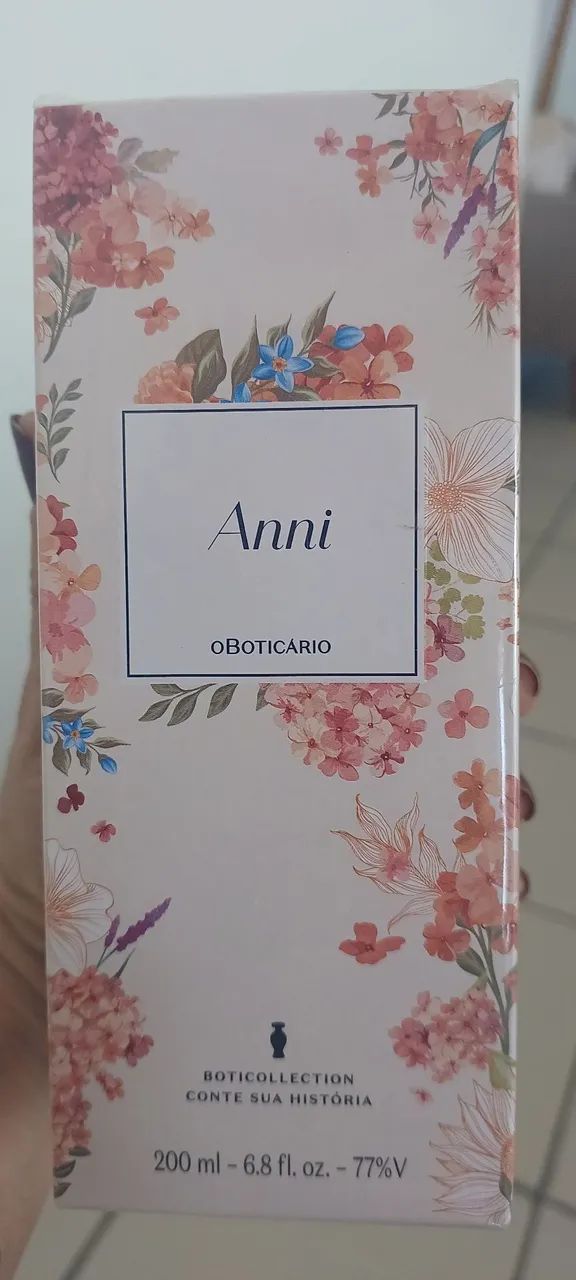 Anni
oBOTICÁRIO
BOTICOLLECTION
CONTE SUA HISTÓRIA
200 ml – 6.8 fl. oz. – 77%V